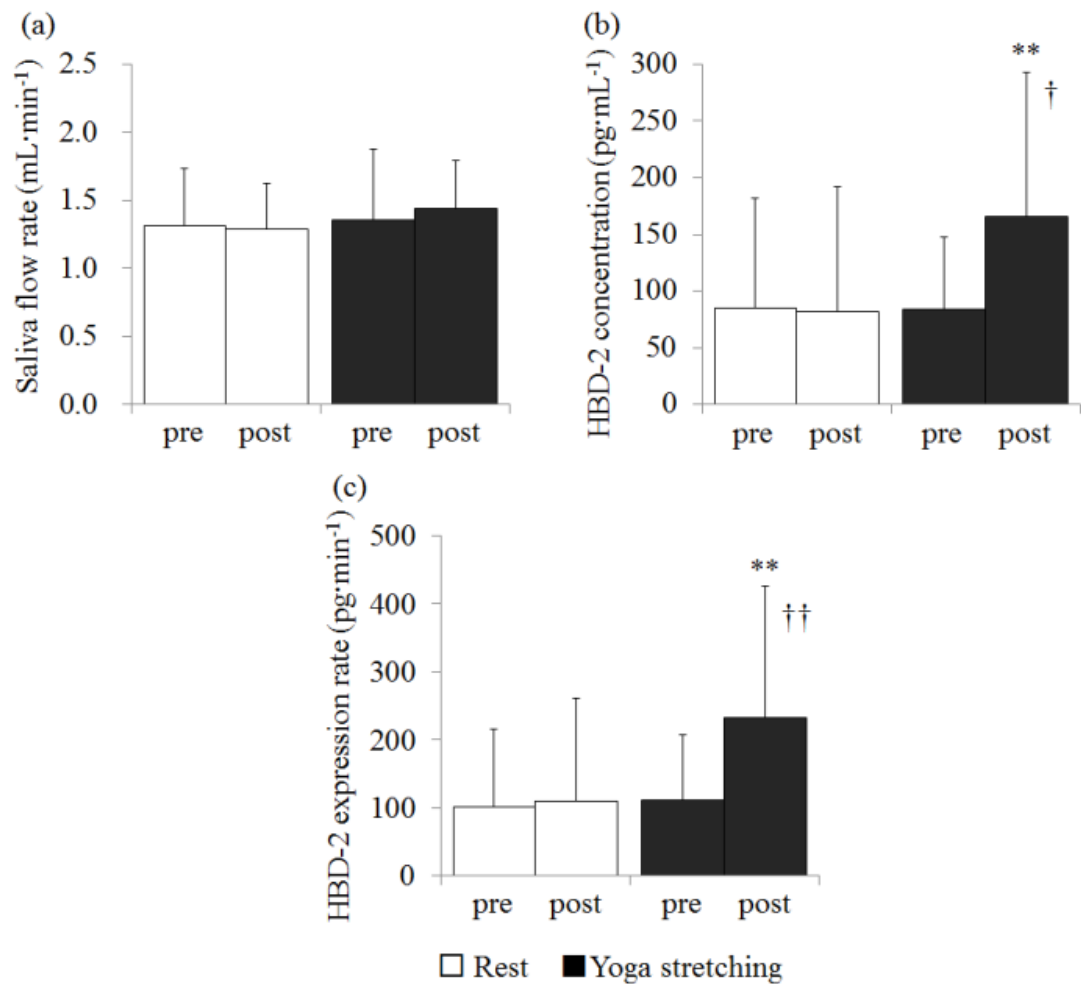 (a)
Saliva flow rate (mL·min⁻¹)
2.5
2.0
1.5
1.0
0.5
0.0
pre post pre post
(b)
HBD-2 concentration (pg·mL⁻¹)
300
250
200
150
100
50
0
**
†
pre post pre post
(c)
HBD-2 expression rate (pg·min⁻¹)
500
400
300
200
100
0
**
††
pre post pre post
Rest Yoga stretching